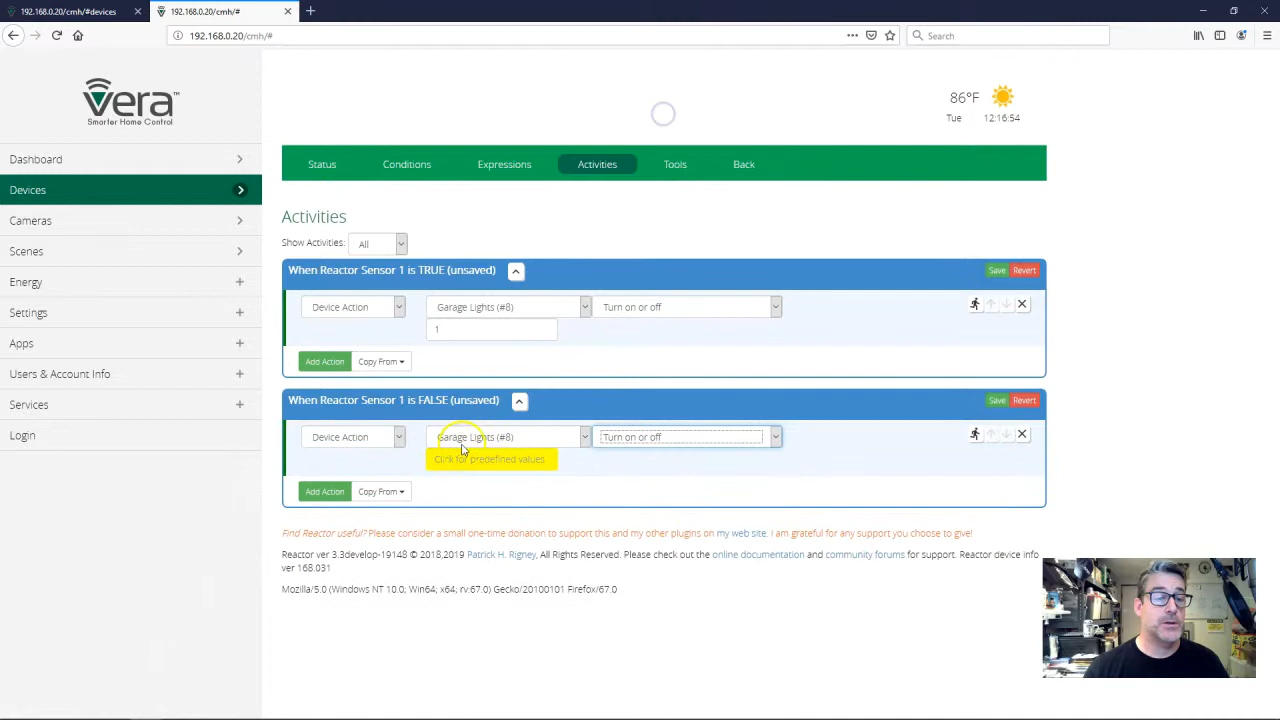 192.168.0.20/cmh/#devices
192.168.0.20/cmh/#
192.168.0.20/cmh/#
Search
vera™
Smarter Home Control
86°F
Tue 12:16:54
Dashboard
Devices
Cameras
Scenes
Energy
Settings
Apps
Users & Account Info
Services
Login
Status Conditions Expressions Activities Tools Back
Activities
Show Activities: All
When Reactor Sensor 1 is TRUE (unsaved) Save Revert
Device Action Garage Lights (#8) Turn on or off
1
Add Action Copy From
When Reactor Sensor 1 is FALSE (unsaved) Save Revert
Device Action Garage Lights (#8) Turn on or off
Click for predefined values
Add Action Copy From
Find Reactor useful? Please consider a small one-time donation to support this and my other plugins on my web site. I am grateful for any support you choose to give!
Reactor ver 3.3develop-19148 © 2018,2019 Patrick H. Rigney, All Rights Reserved. Please check out the online documentation and community forums for support. Reactor device info
ver 168.031
Mozilla/5.0 (Windows NT 10.0; Win64; x64; rv:67.0) Gecko/20100101 Firefox/67.0